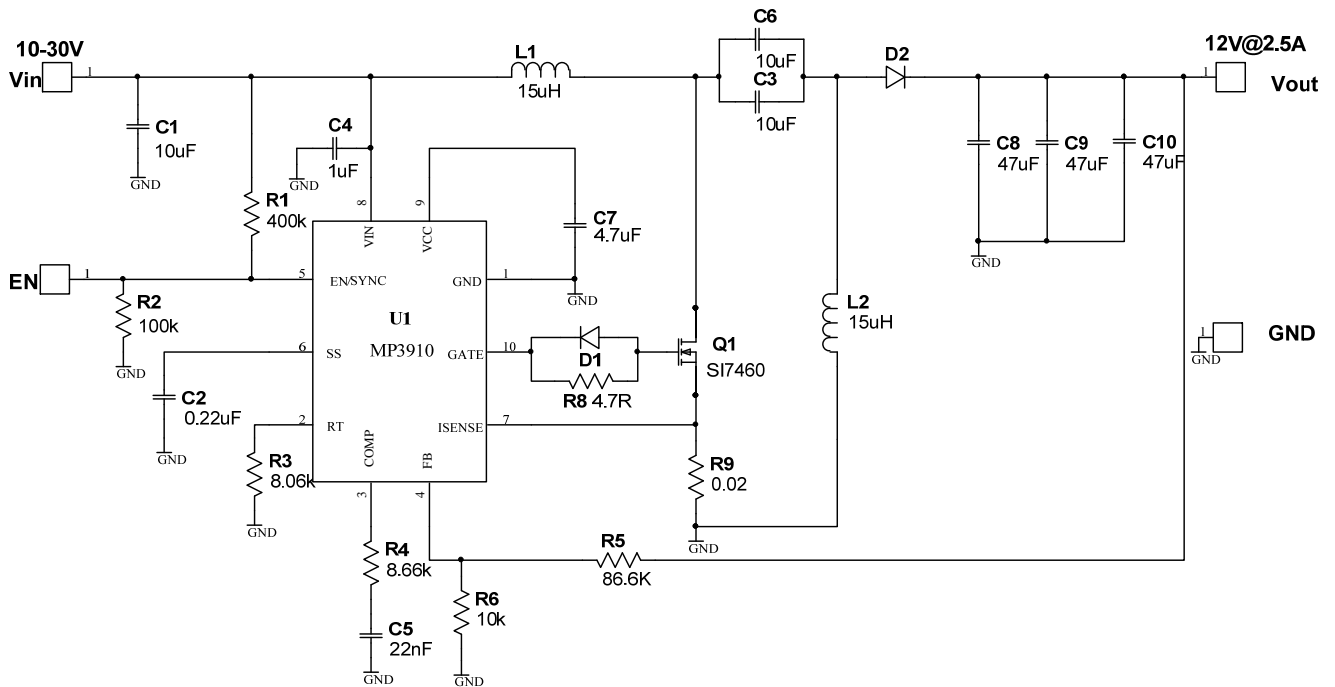 10-30V
Vin
1
C1
10uF
GND
C4
1uF
GND
L1
15uH
C6
10uF
C3
10uF
D2
12V@2.5A
1
Vout
C8
47uF
C9
47uF
C10
47uF
GND
R1
400k
8
VIN
9
VCC
C7
4.7uF
GND
EN
1
5
EN/SYNC
GND
1
R2
100k
GND
U1
MP3910
6
SS
GATE
10
D1
R8 4.7R
Q1
SI7460
L2
15uH
1
GND
GND
C2
0.22uF
GND
2
RT
ISENSE
7
COMP
FB
3
4
R3
8.06k
GND
R9
0.02
GND
R4
8.66k
R5
86.6K
R6
10k
C5
22nF
GND
GND